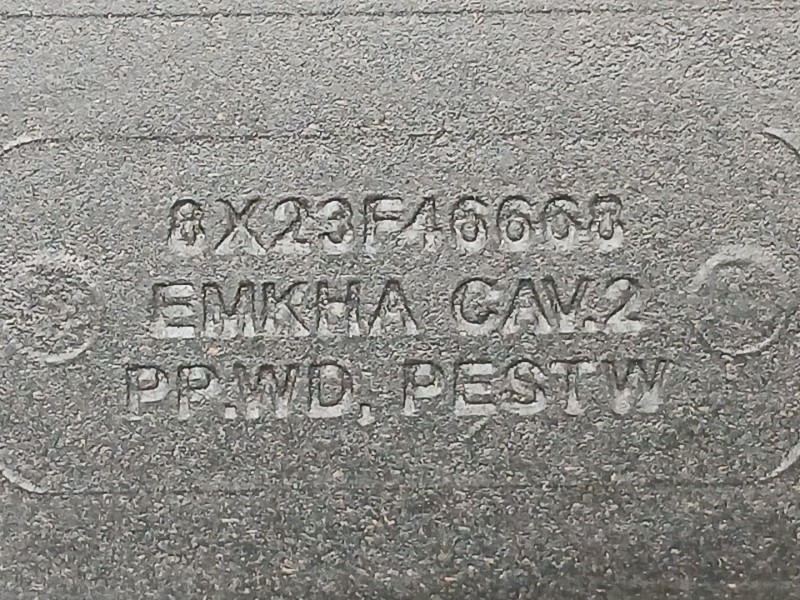 8X23F46668
EMKHA CAV.2
PP.WD, PESTW